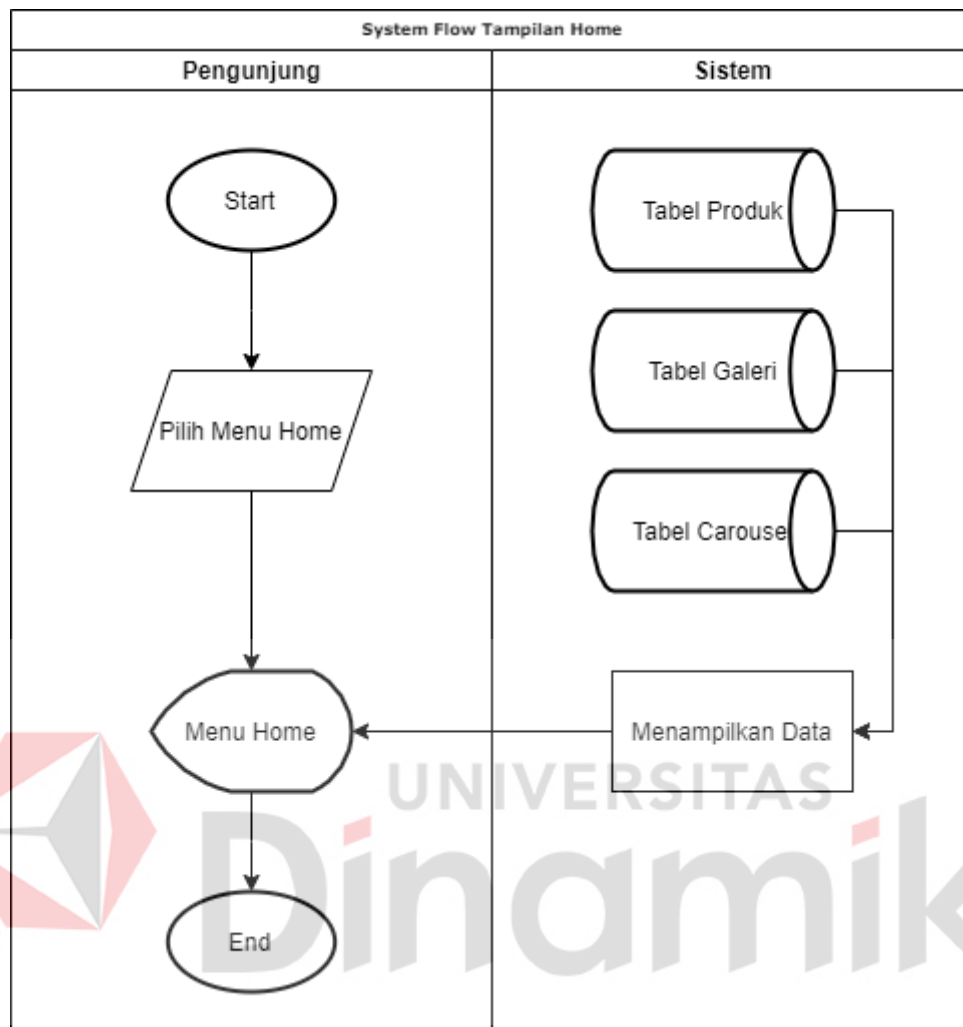 System Flow Tampilan Home
Pengunjung
Sistem
Start
Tabel Produk
Tabel Galeri
Pilih Menu Home
Tabel Carouse
Menu Home
Menampilkan Data
UNIVERSITAS
Dinamik
End